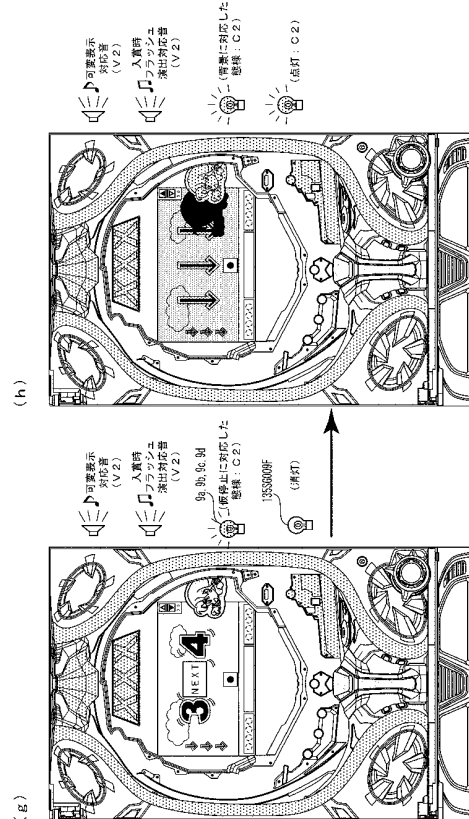 (g)
♪可変表示
対応音
(V2)
♫入賞時
フラッシュ
演出対応音
(V2)
9a, 9b, 9c, 9d
(仮停止に対応した
態様:C2)
135SG009F
(消灯)
3 NEXT 4
(h)
♪可変表示
対応音
(V2)
♫入賞時
フラッシュ
演出対応音
(V2)
(背景に対応した
態様:C2)
(点灯:C2)